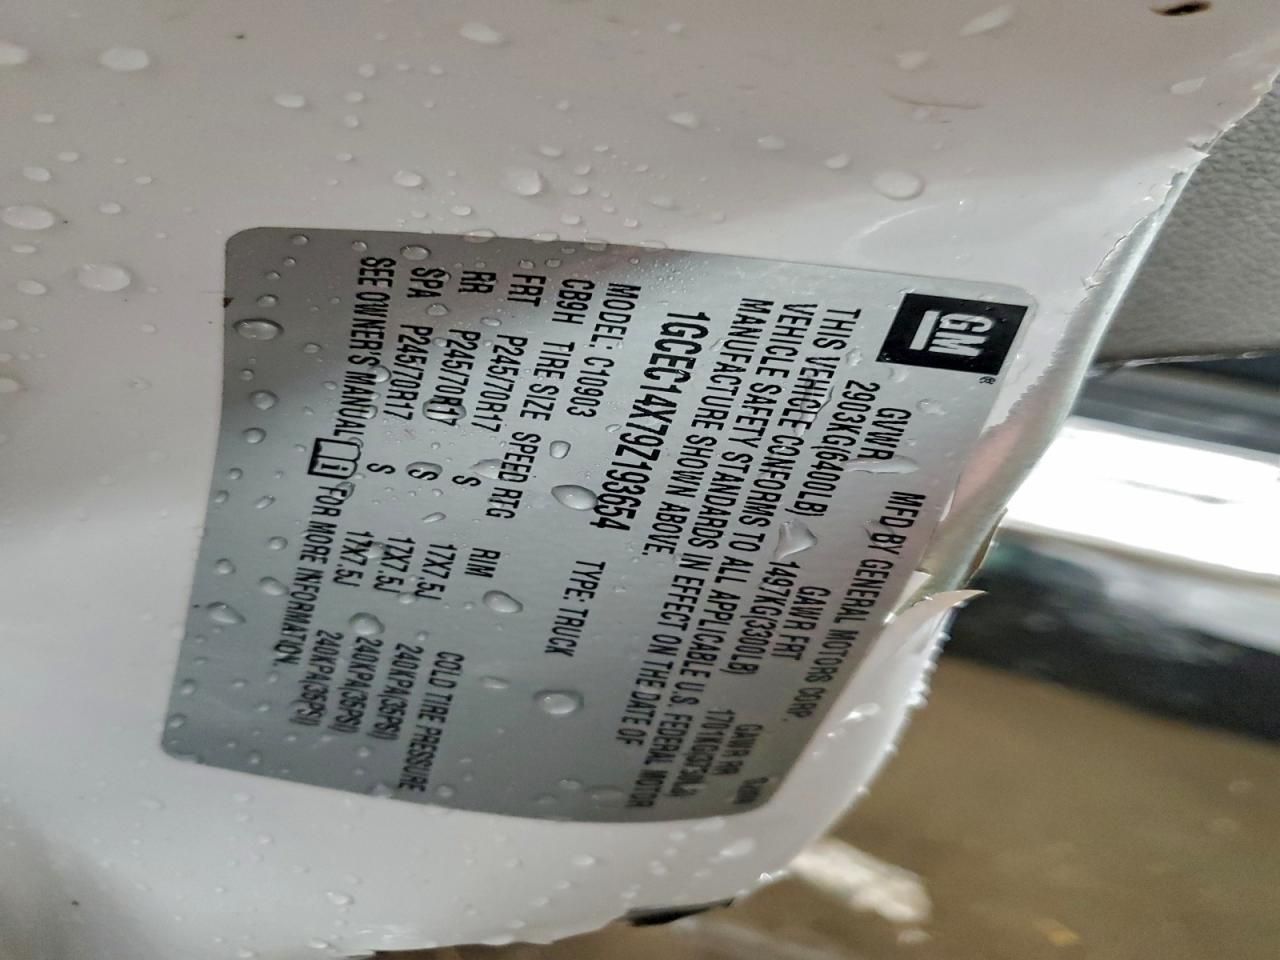 GM ®
MFD BY GENERAL MOTORS CORP.
GVWR GAWR FRT GAWR RR
2903KG(6400LB) 1497KG(3300LB)
THIS VEHICLE CONFORMS TO ALL APPLICABLE U.S. FEDERAL MOTOR
VEHICLE SAFETY STANDARDS IN EFFECT ON THE DATE OF
MANUFACTURE SHOWN ABOVE.
1GCEC14X79Z193654 TYPE: TRUCK
MODEL: C10903
CB9H TIRE SIZE SPEED RTG RIM COLD TIRE PRESSURE
FRT P245/70R17 S 17X7.5J 240KPA(35PSI)
RR P245/70R17 S 17X7.5J 240KPA(35PSI)
SPA P245/70R17 S 17X7.5J 240KPA(35PSI)
SEE OWNER'S MANUAL FOR MORE INFORMATION.